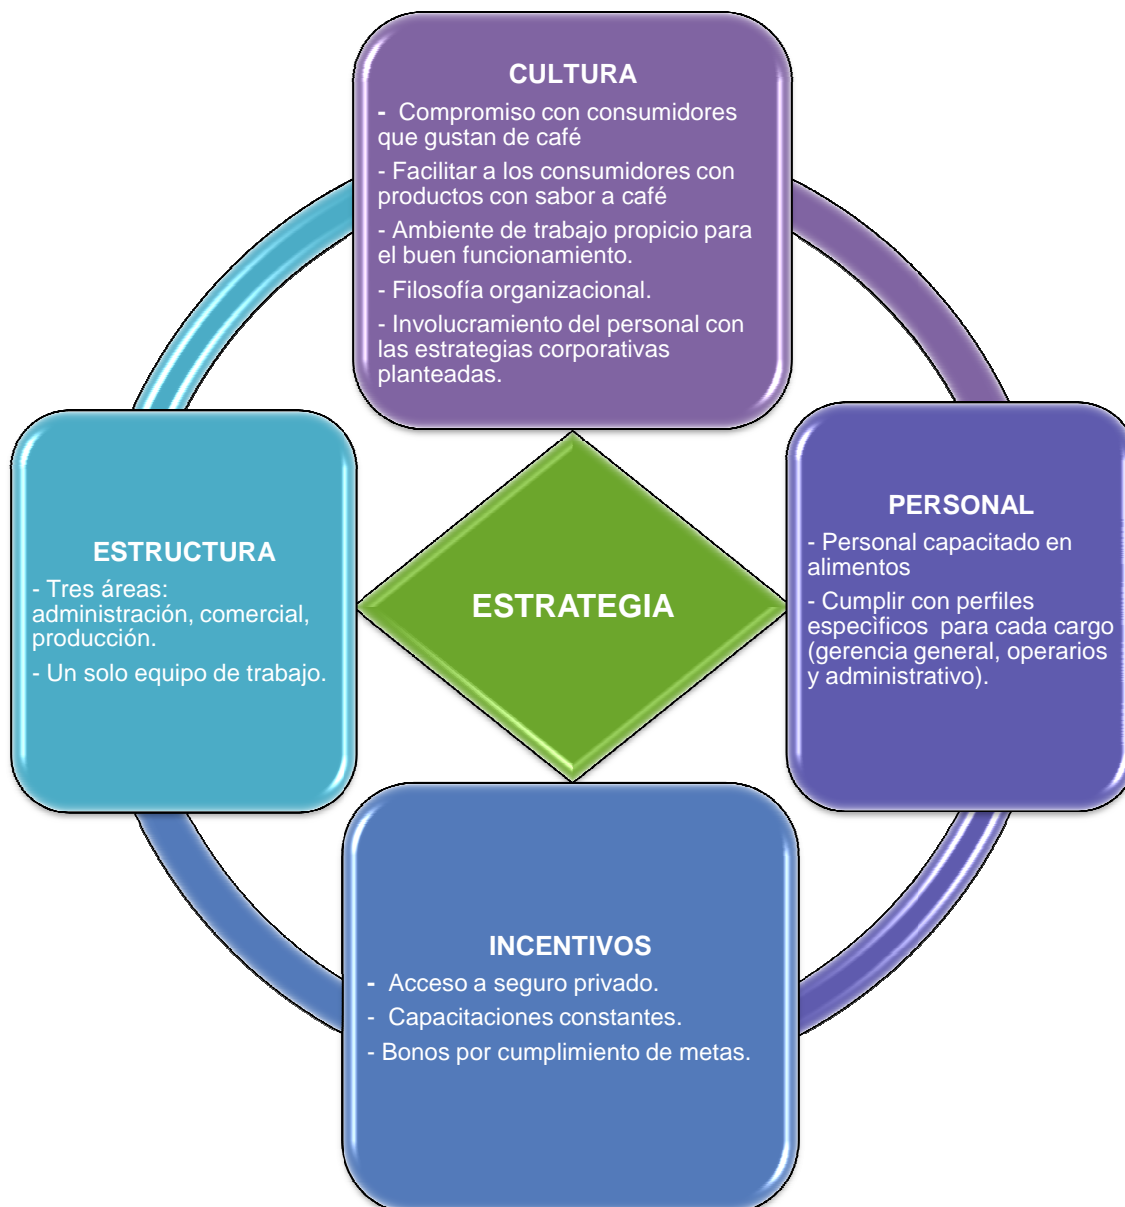 CULTURA
- Compromiso con consumidores
que gustan de café
- Facilitar a los consumidores con
productos con sabor a café
- Ambiente de trabajo propicio para
el buen funcionamiento.
- Filosofía organizacional.
- Involucramiento del personal con
las estrategias corporativas
planteadas.
ESTRUCTURA
- Tres áreas:
administración, comercial,
producción.
- Un solo equipo de trabajo.
ESTRATEGIA
PERSONAL
- Personal capacitado en
alimentos
- Cumplir con perfiles
especìficos para cada cargo
(gerencia general, operarios
y administrativo).
INCENTIVOS
- Acceso a seguro privado.
- Capacitaciones constantes.
- Bonos por cumplimiento de metas.